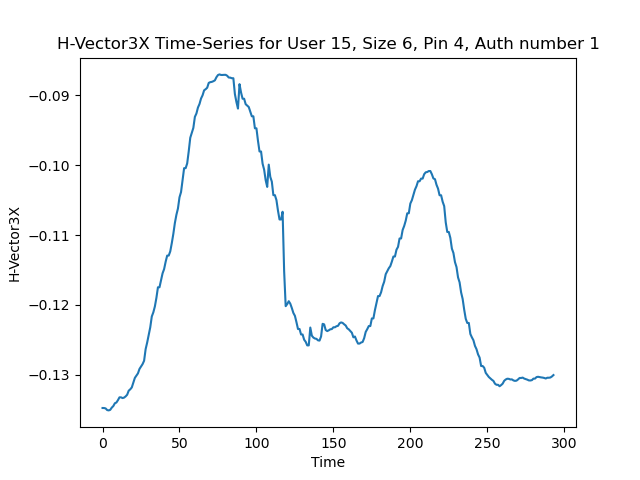 H-Vector3X Time-Series for User 15, Size 6, Pin 4, Auth number 1
H-Vector3X
−0.09
−0.10
−0.11
−0.12
−0.13
0 50 100 150 200 250 300
Time